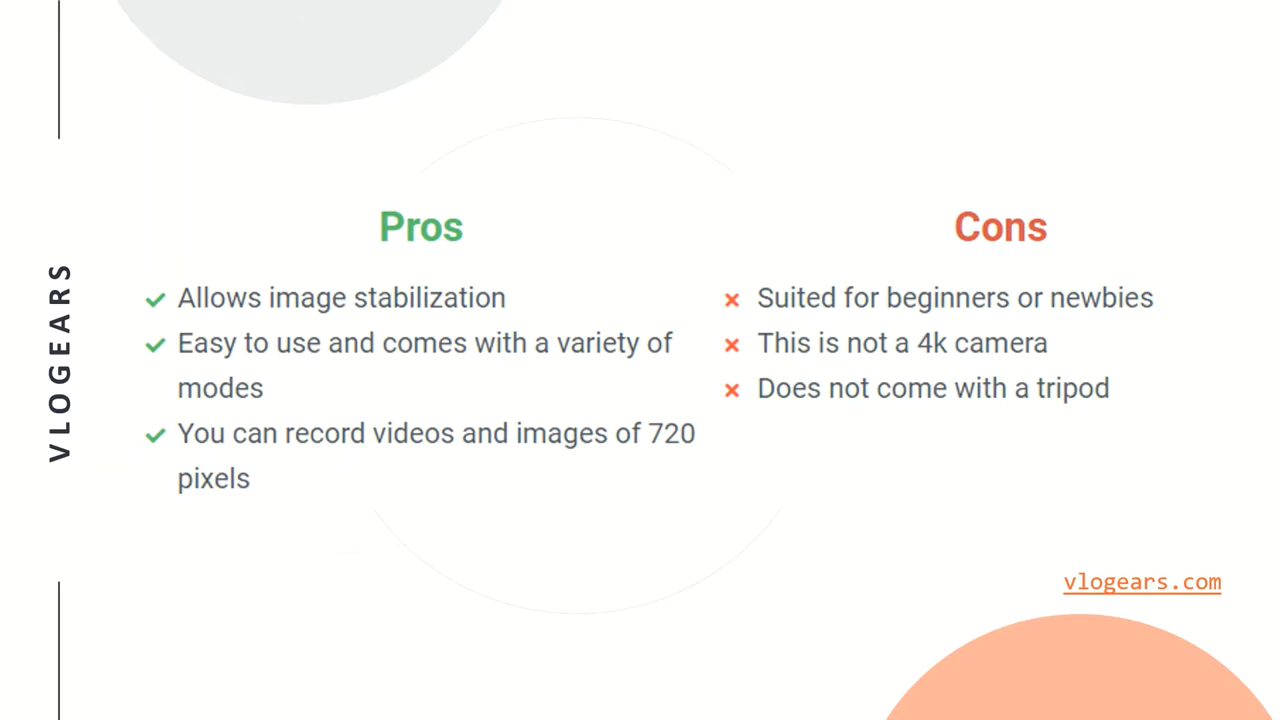 VLOGEARS
Pros
Allows image stabilization
Easy to use and comes with a variety of
modes
You can record videos and images of 720
pixels
Cons
Suited for beginners or newbies
This is not a 4k camera
Does not come with a tripod
vlogears.com